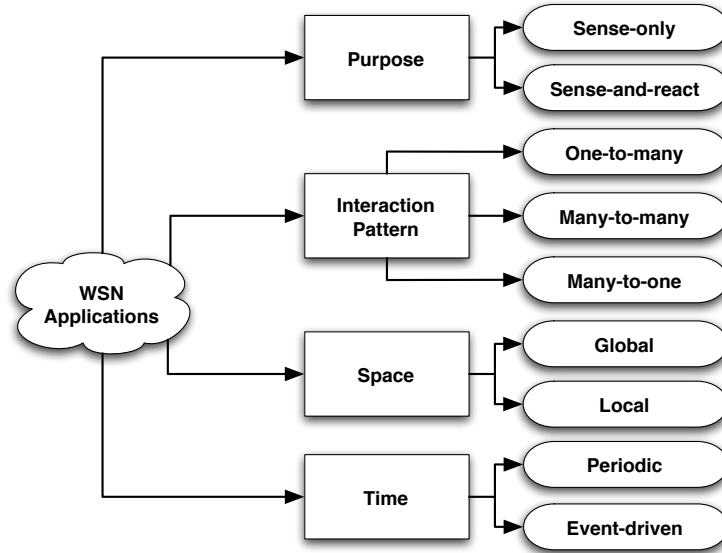 Sense-only
Purpose
Sense-and-react
One-to-many
Interaction
Pattern
Many-to-many
Many-to-one
WSN
Applications
Global
Space
Local
Periodic
Time
Event-driven